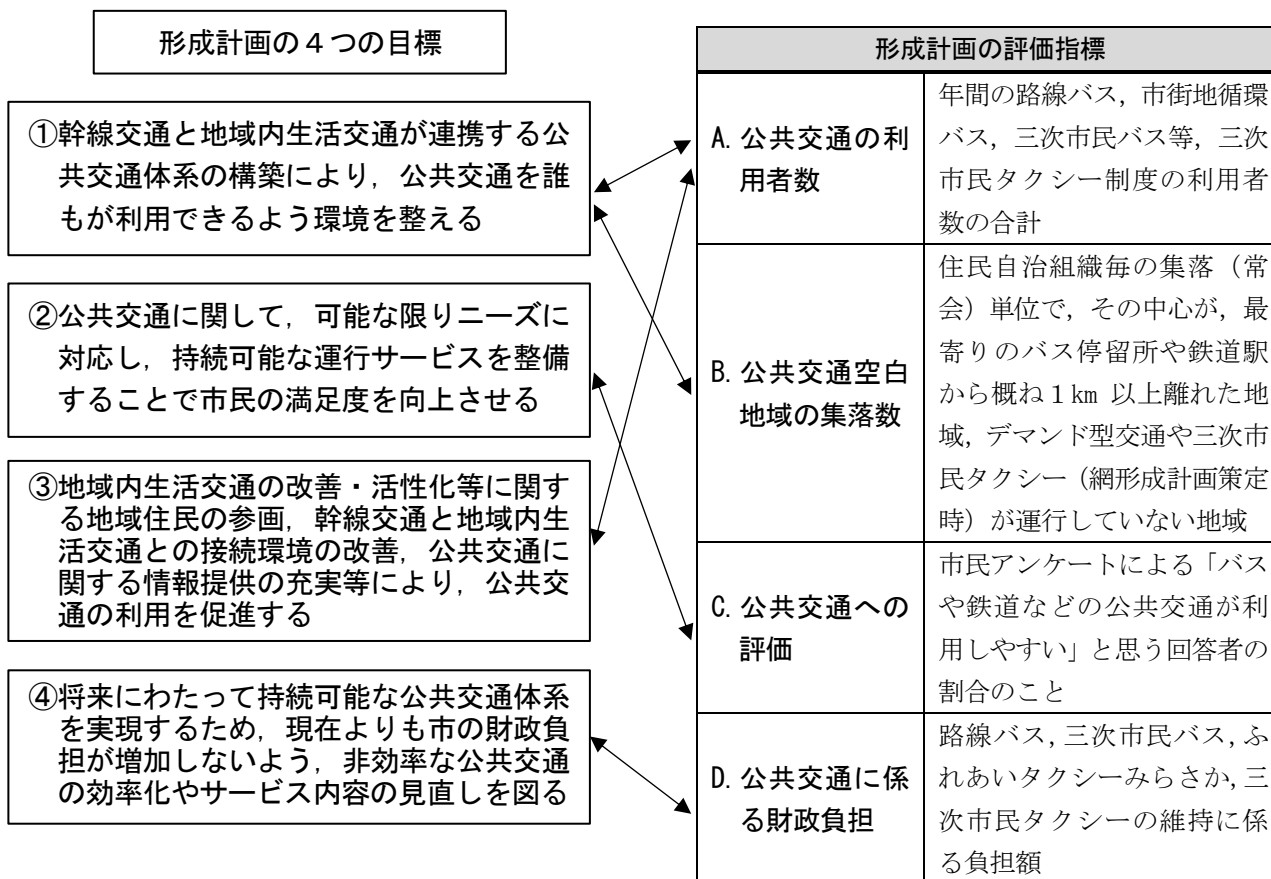 形成計画の４つの目標
①幹線交通と地域内生活交通が連携する公
共交通体系の構築により，公共交通を誰
もが利用できるよう環境を整える
②公共交通に関して，可能な限りニーズに
対応し，持続可能な運行サービスを整備
することで市民の満足度を向上させる
③地域内生活交通の改善・活性化等に関す
る地域住民の参画，幹線交通と地域内生
活交通との接続環境の改善，公共交通に
関する情報提供の充実等により，公共交
通の利用を促進する
④将来にわたって持続可能な公共交通体系
を実現するため，現在よりも市の財政負
担が増加しないよう，非効率な公共交通
の効率化やサービス内容の見直しを図る
形成計画の評価指標
A. 公共交通の利
用者数
年間の路線バス，市街地循環
バス，三次市民バス等，三次
市民タクシー制度の利用者
数の合計
B. 公共交通空白
地域の集落数
住民自治組織毎の集落（常
会）単位で，その中心が，最
寄りのバス停留所や鉄道駅
から概ね１km 以上離れた地
域，デマンド型交通や三次市
民タクシー（網形成計画策定
時）が運行していない地域
C. 公共交通への
評価
市民アンケートによる「バス
や鉄道などの公共交通が利
用しやすい」と思う回答者の
割合のこと
D. 公共交通に係
る財政負担
路線バス，三次市民バス，ふ
れあいタクシーみらさか，三
次市民タクシーの維持に係
る負担額